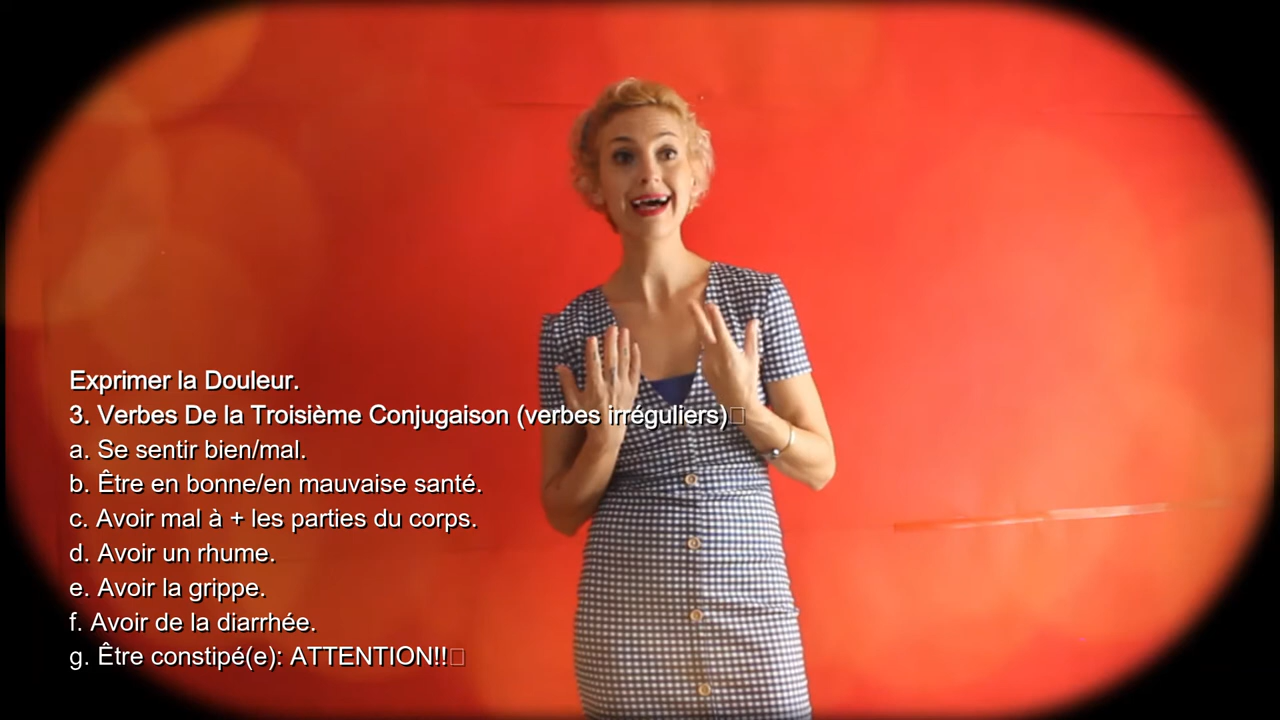 Exprimer la Douleur.
3. Verbes De la Troisième Conjugaison (verbes irréguliers)
a. Se sentir bien/mal.
b. Être en bonne/en mauvaise santé.
c. Avoir mal à + les parties du corps.
d. Avoir un rhume.
e. Avoir la grippe.
f. Avoir de la diarrhée.
g. Être constipé(e): ATTENTION!!